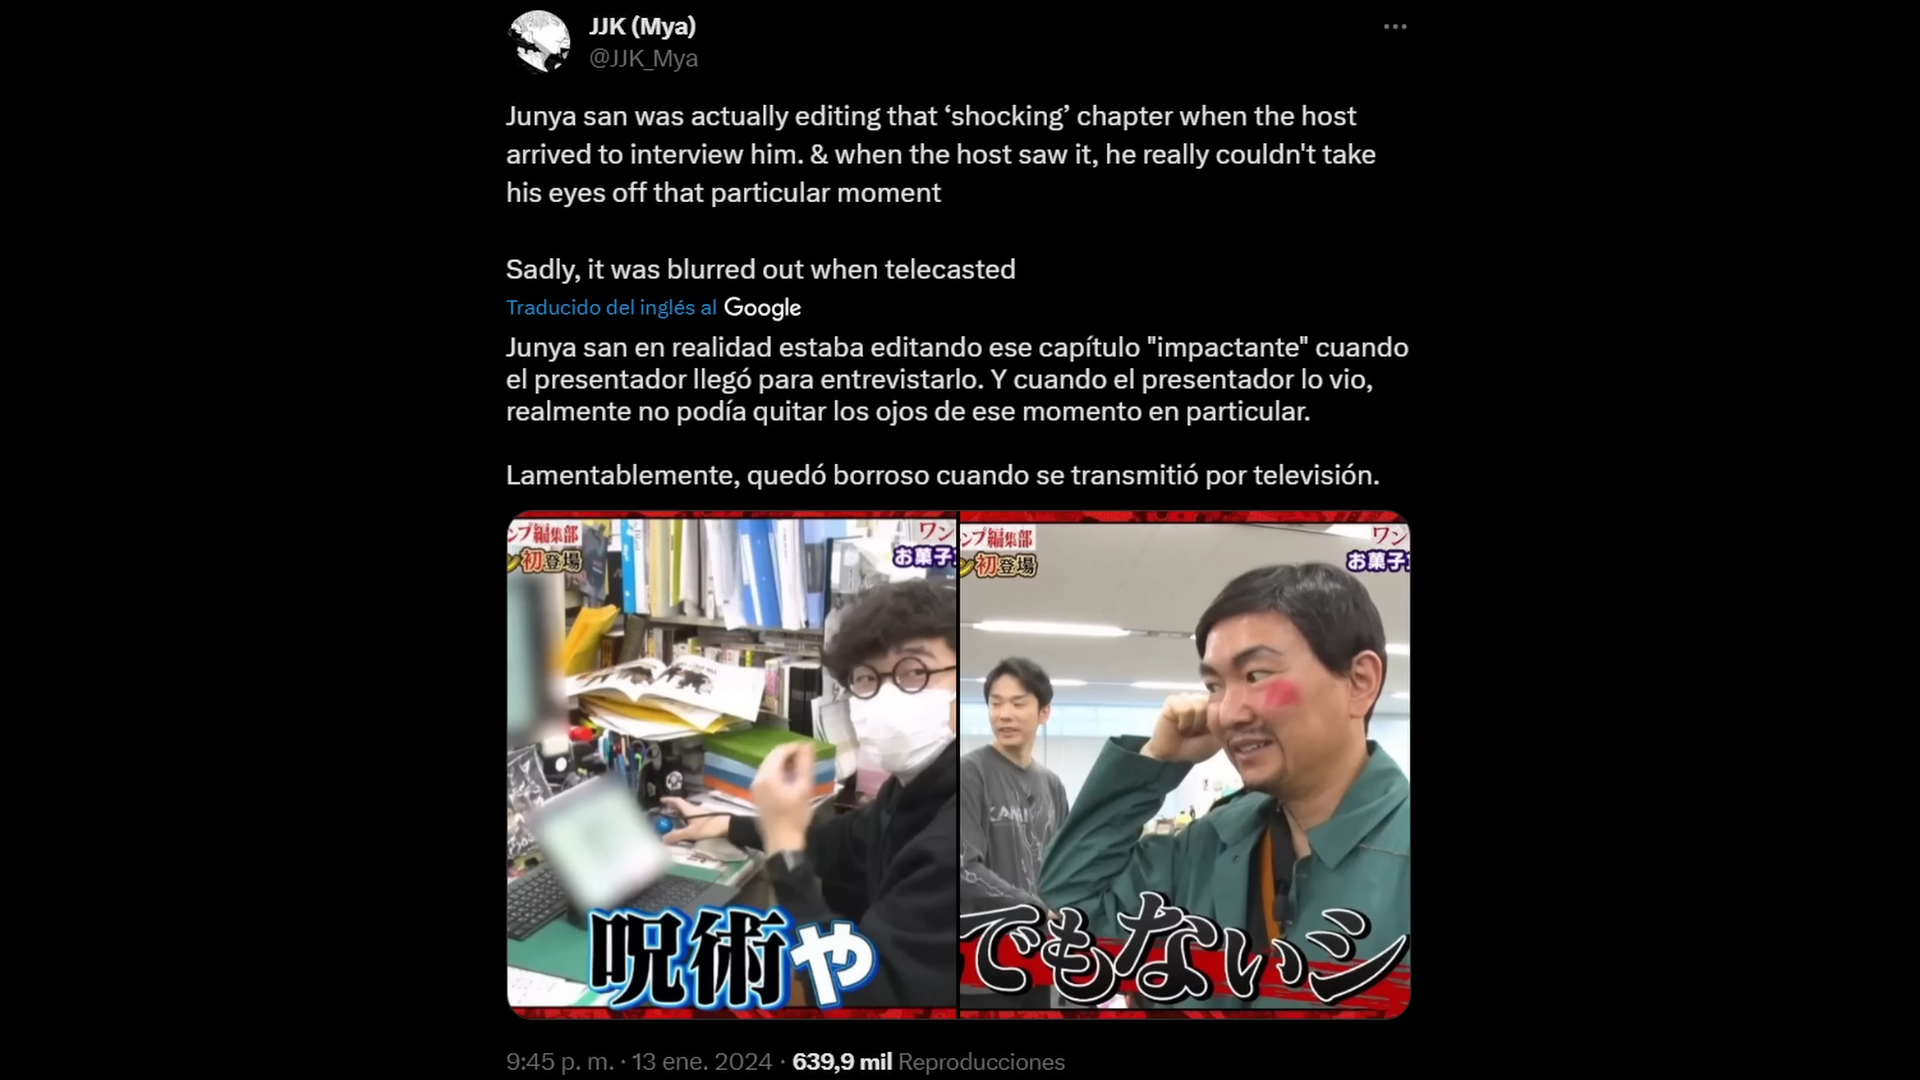 JJK (Mya)
@JJK_Mya
Junya san was actually editing that ‘shocking’ chapter when the host
arrived to interview him. & when the host saw it, he really couldn't take
his eyes off that particular moment
Sadly, it was blurred out when telecasted
Traducido del inglés al Google
Junya san en realidad estaba editando ese capítulo "impactante" cuando
el presentador llegó para entrevistarlo. Y cuando el presentador lo vio,
realmente no podía quitar los ojos de ese momento en particular.
Lamentablemente, quedó borroso cuando se transmitió por televisión.
ンプ編集部
初登場
ワン
お菓子
呪術や
ンプ編集部
初登場
ワン
お菓子
でもないシ
9:45 p. m. · 13 ene. 2024 · 639,9 mil Reproducciones